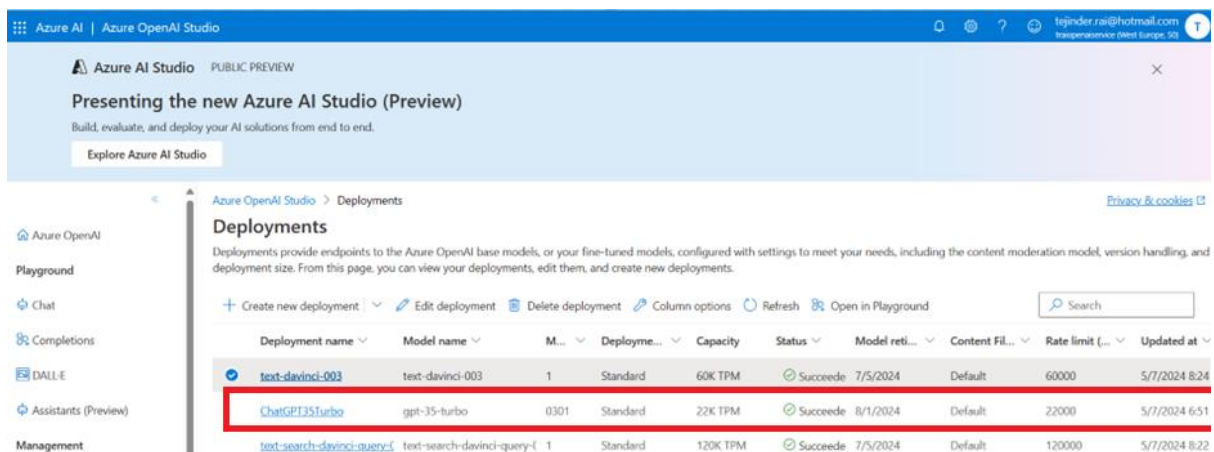 Azure AI | Azure OpenAI Studio
tejinder.rai@hotmail.com
(West Europe, S0)
T
Azure AI Studio PUBLIC PREVIEW
Presenting the new Azure AI Studio (Preview)
Build, evaluate, and deploy your AI solutions from end to end.
Explore Azure AI Studio
Azure OpenAI Studio > Deployments
Privacy & cookies
Azure OpenAI
Playground
Chat
Completions
DALL·E
Assistants (Preview)
Management
Deployments
Deployments provide endpoints to the Azure OpenAI base models, or your fine-tuned models, configured with settings to meet your needs, including the content moderation model, version handling, and
deployment size. From this page, you can view your deployments, edit them, and create new deployments.
Create new deployment Edit deployment Delete deployment Column options Refresh Open in Playground Search
Deployment name Model name M... Deployme... Capacity Status Model reti... Content Fil... Rate limit (... Updated at
text-davinci-003 text-davinci-003 1 Standard 60K TPM Succeede 7/5/2024 Default 60000 5/7/2024 8:24
ChatGPT35Turbo gpt-35-turbo 0301 Standard 22K TPM Succeede 8/1/2024 Default 22000 5/7/2024 6:51
text-search-davinci-query-( text-search-davinci-query-( 1 Standard 120K TPM Succeede 7/5/2024 Default 120000 5/7/2024 8:22